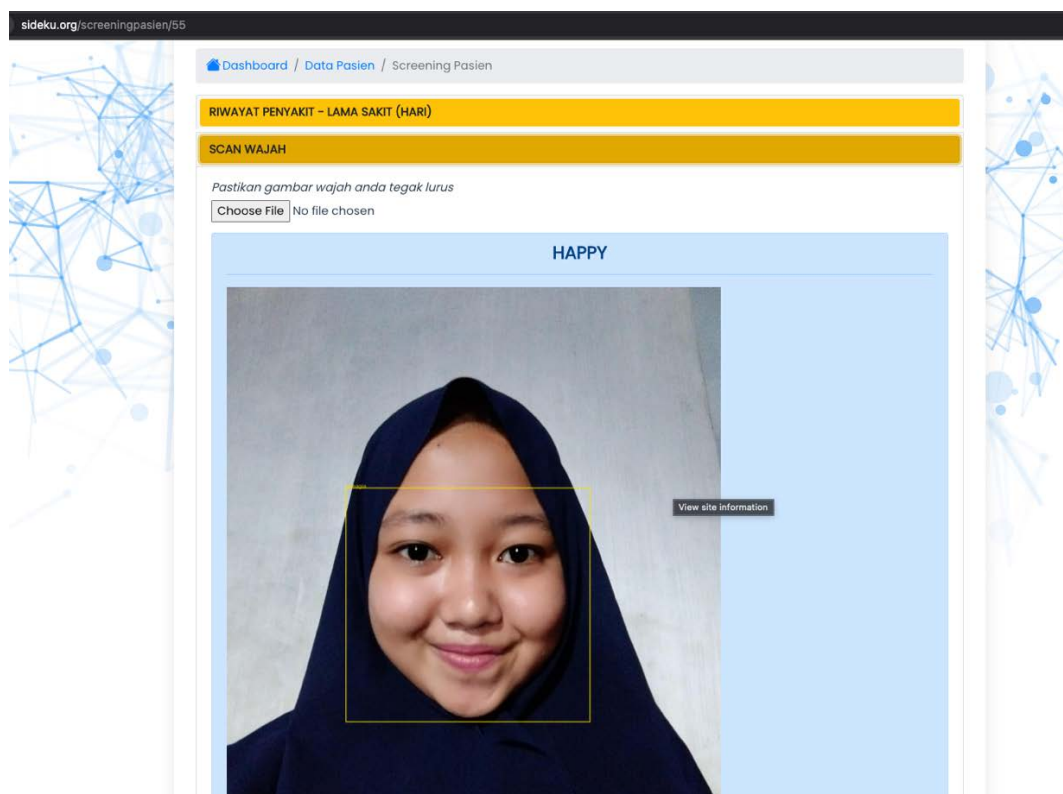 sideku.org/screeningpasien/55
Dashboard / Data Pasien / Screening Pasien
RIWAYAT PENYAKIT - LAMA SAKIT (HARI)
SCAN WAJAH
Pastikan gambar wajah anda tegak lurus
Choose File No file chosen
HAPPY
View site information